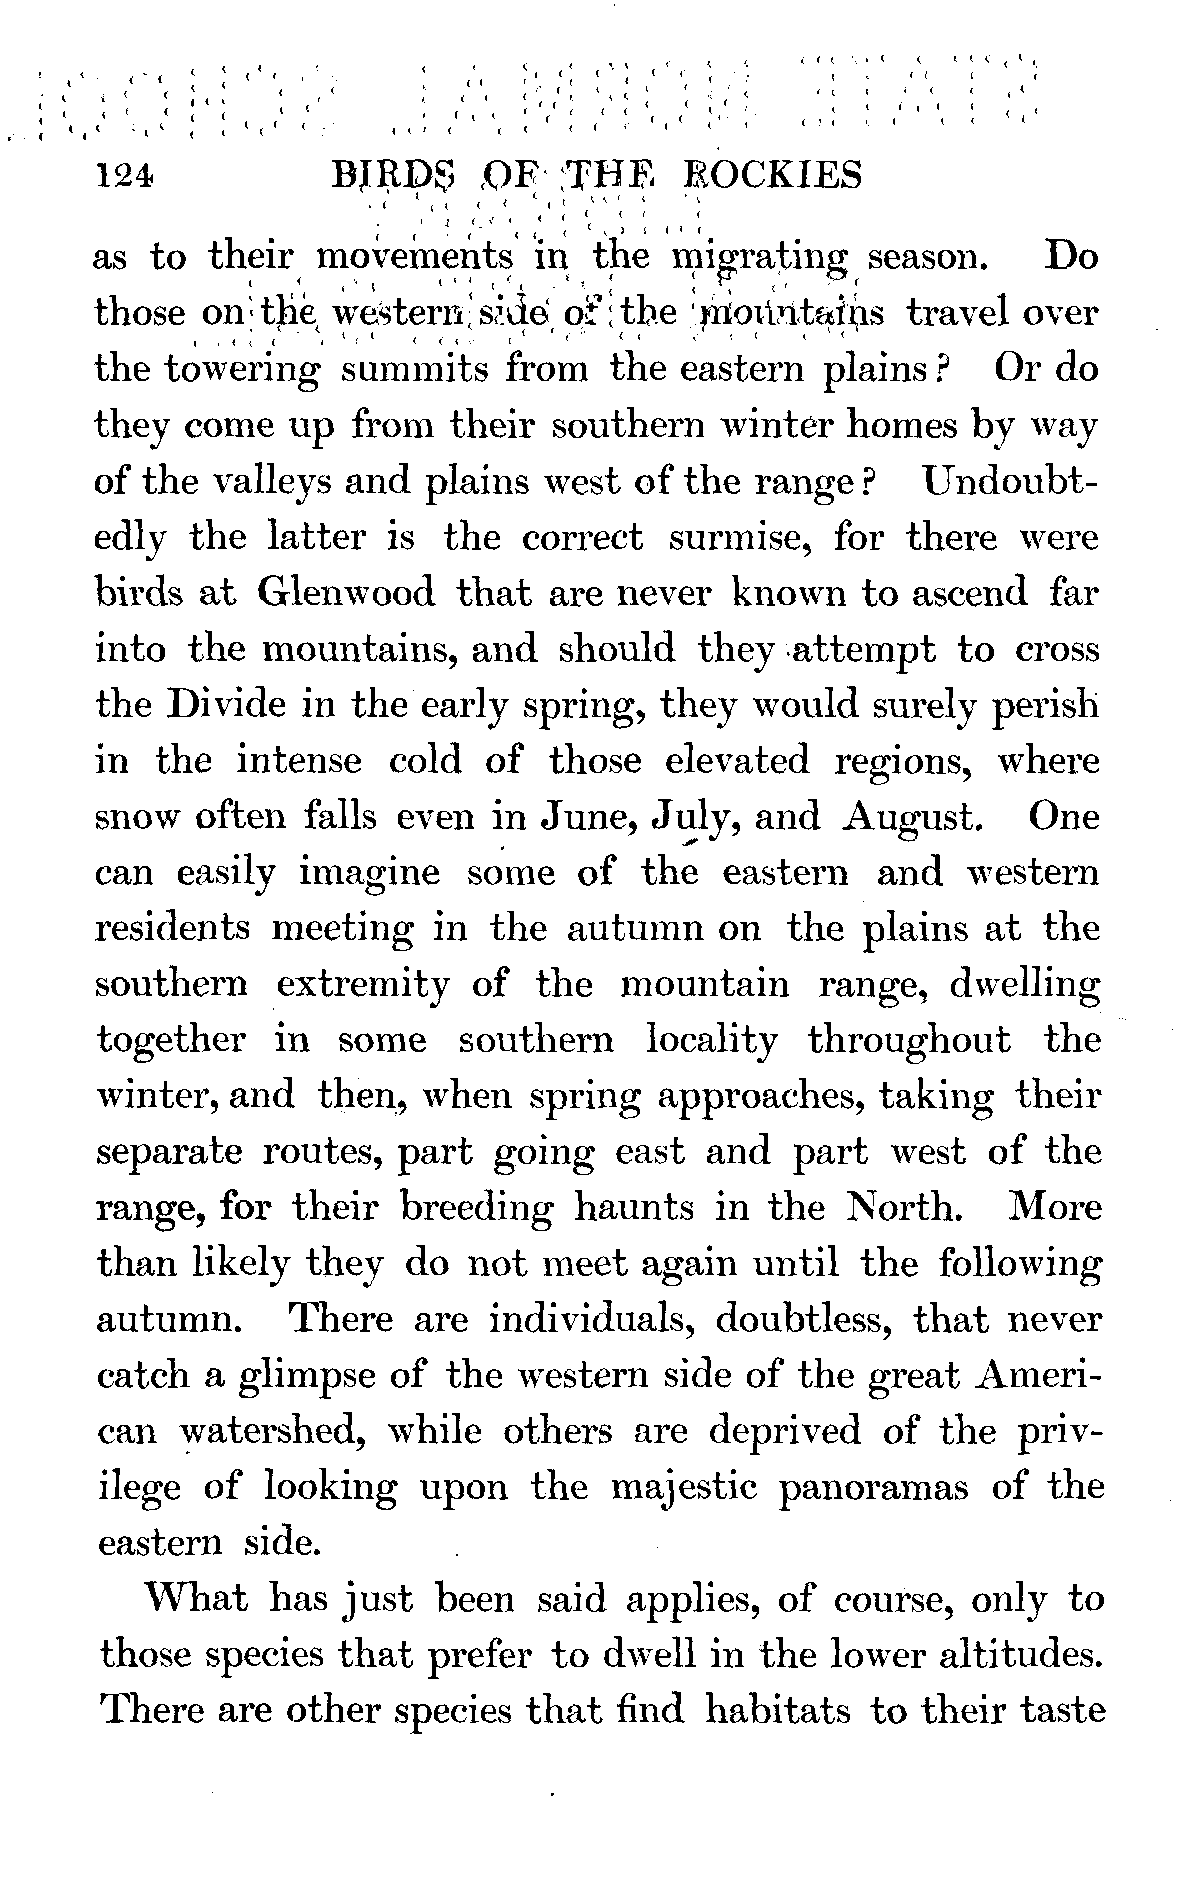 STATE NORMAL SCHOOL
124 BIRDS OF THE ROCKIES
LIBRARY
as to their movements in the migrating season. Do
those on the western side of the mountains travel over
the towering summits from the eastern plains? Or do
they come up from their southern winter homes by way
of the valleys and plains west of the range? Undoubt-
edly the latter is the correct surmise, for there were
birds at Glenwood that are never known to ascend far
into the mountains, and should they attempt to cross
the Divide in the early spring, they would surely perish
in the intense cold of those elevated regions, where
snow often falls even in June, July, and August. One
can easily imagine some of the eastern and western
residents meeting in the autumn on the plains at the
southern extremity of the mountain range, dwelling
together in some southern locality throughout the
winter, and then, when spring approaches, taking their
separate routes, part going east and part west of the
range, for their breeding haunts in the North. More
than likely they do not meet again until the following
autumn. There are individuals, doubtless, that never
catch a glimpse of the western side of the great Ameri-
can watershed, while others are deprived of the priv-
ilege of looking upon the majestic panoramas of the
eastern side.
What has just been said applies, of course, only to
those species that prefer to dwell in the lower altitudes.
There are other species that find habitats to their taste